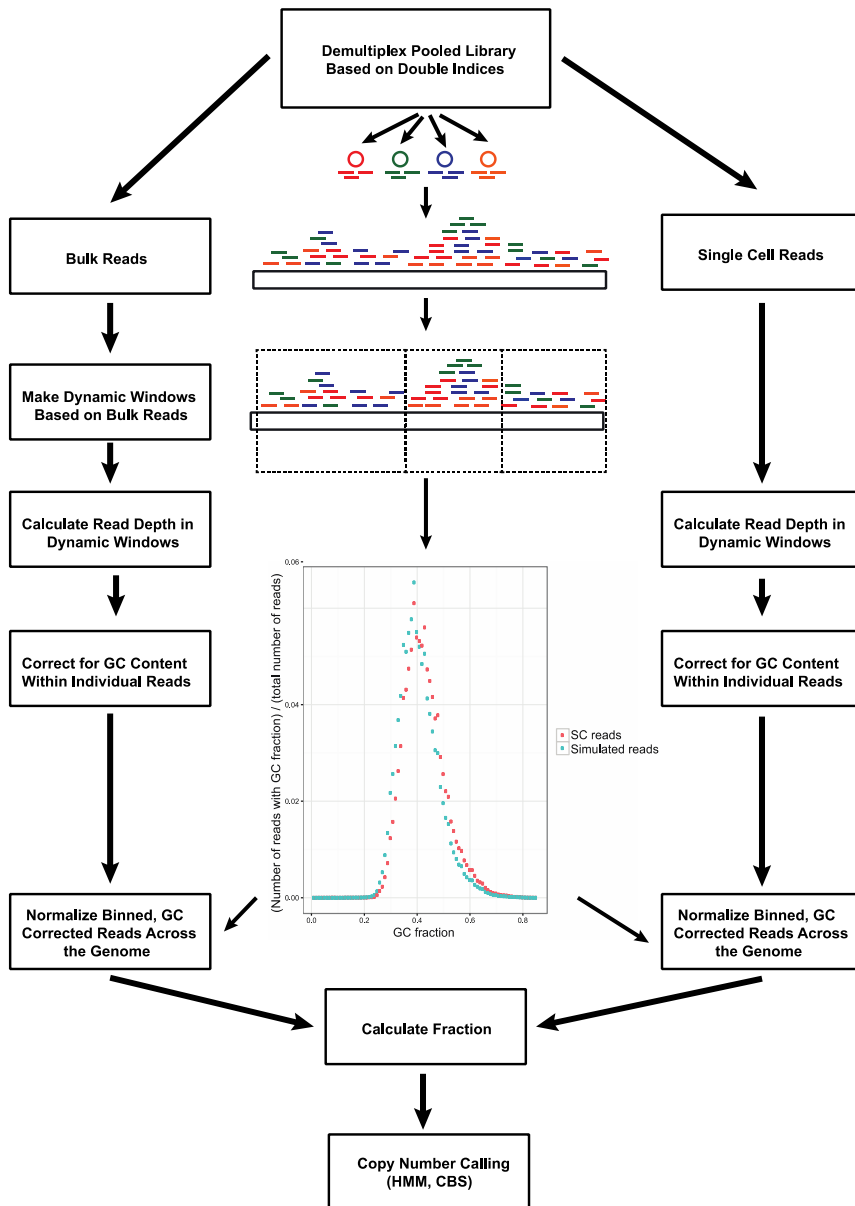 Demultiplex Pooled Library
Based on Double Indices
Bulk Reads
Single Cell Reads
Make Dynamic Windows
Based on Bulk Reads
Calculate Read Depth in
Dynamic Windows
Calculate Read Depth in
Dynamic Windows
Correct for GC Content
Within Individual Reads
Correct for GC Content
Within Individual Reads
(Number of reads with GC fraction) / (total number of reads)
0.06
0.04
0.02
0.00
0.0 0.2 0.4 0.6 0.8
GC fraction
SC reads
Simulated reads
Normalize Binned, GC
Corrected Reads Across
the Genome
Normalize Binned, GC
Corrected Reads Across
the Genome
Calculate Fraction
Copy Number Calling
(HMM, CBS)